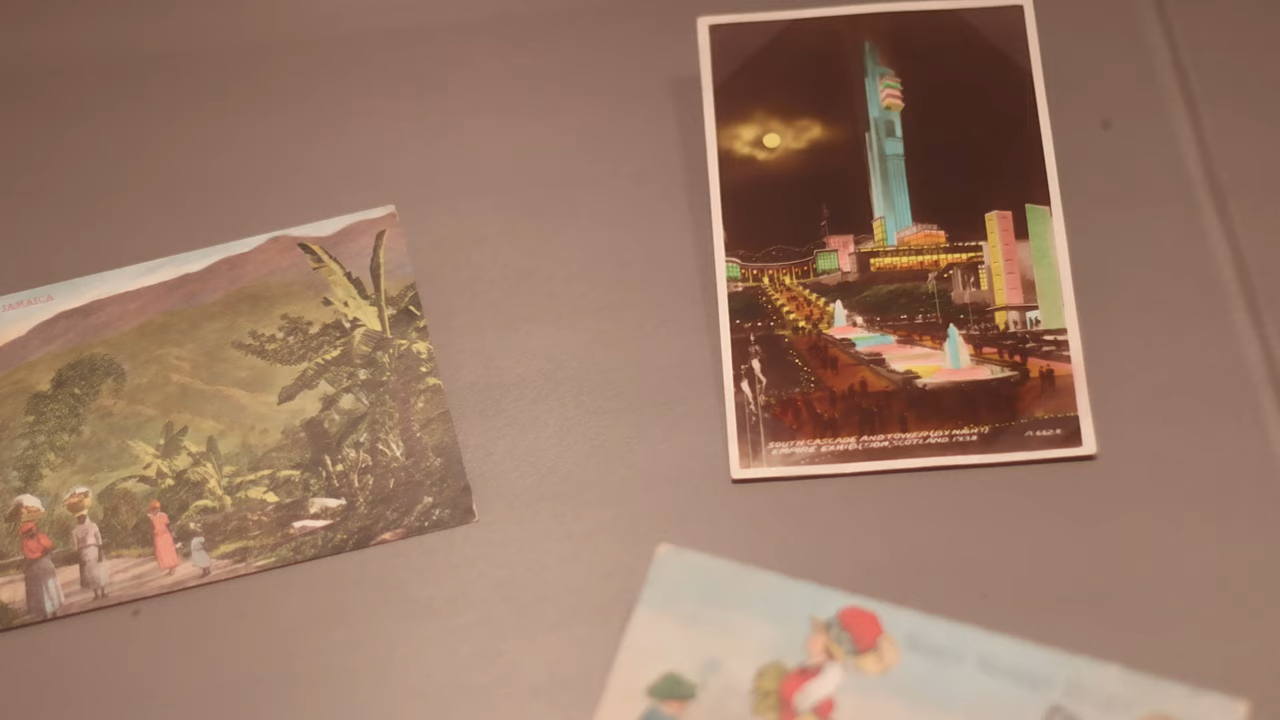 JAMAICA
SOUTH CASCADE AND TOWER (BY NIGHT)
EMPIRE EXHIBITION, SCOTLAND 1938